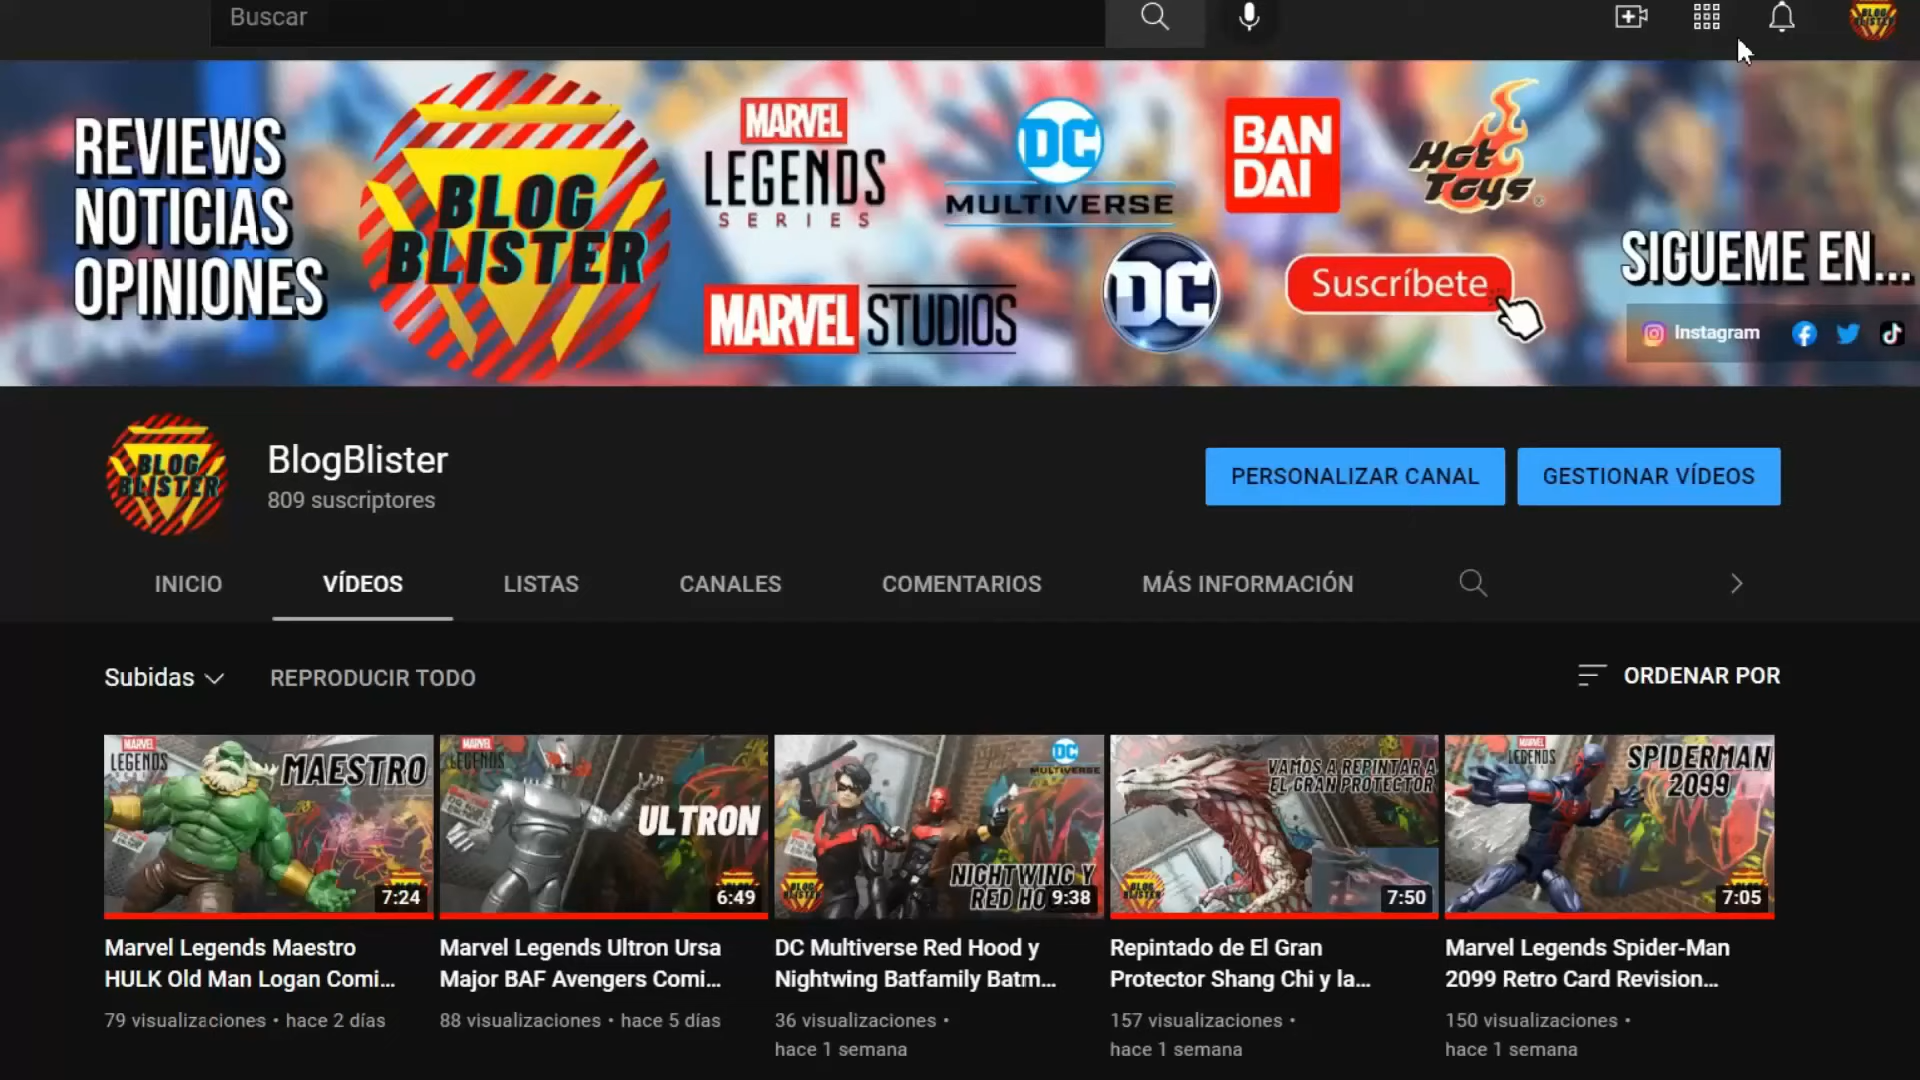 Buscar
REVIEWS
NOTICIAS
OPINIONES
BLOG
BLISTER
MARVEL
LEGENDS
SERIES
DC
MULTIVERSE
BAN
DAI
Hot
Toys
MARVEL STUDIOS
DC
Suscríbete
SIGUEME EN...
Instagram
BLOG
BLISTER
BlogBlister
809 suscriptores
PERSONALIZAR CANAL
GESTIONAR VÍDEOS
INICIO
VÍDEOS
LISTAS
CANALES
COMENTARIOS
MÁS INFORMACIÓN
Subidas
REPRODUCIR TODO
ORDENAR POR
MARVEL
LEGENDS
MAESTRO
7:24
MARVEL
LEGENDS
ULTRON
6:49
DC
MULTIVERSE
NIGHTWING Y
RED HO
9:38
VAMOS A REPINTAR A
EL GRAN PROTECTOR
7:50
MARVEL
LEGENDS
SPIDERMAN
2099
7:05
Marvel Legends Maestro
HULK Old Man Logan Comi...
79 visualizaciones • hace 2 días
Marvel Legends Ultron Ursa
Major BAF Avengers Comi...
88 visualizaciones • hace 5 días
DC Multiverse Red Hood y
Nightwing Batfamily Batm...
36 visualizaciones •
hace 1 semana
Repintado de El Gran
Protector Shang Chi y la...
157 visualizaciones •
hace 1 semana
Marvel Legends Spider-Man
2099 Retro Card Revision...
150 visualizaciones •
hace 1 semana